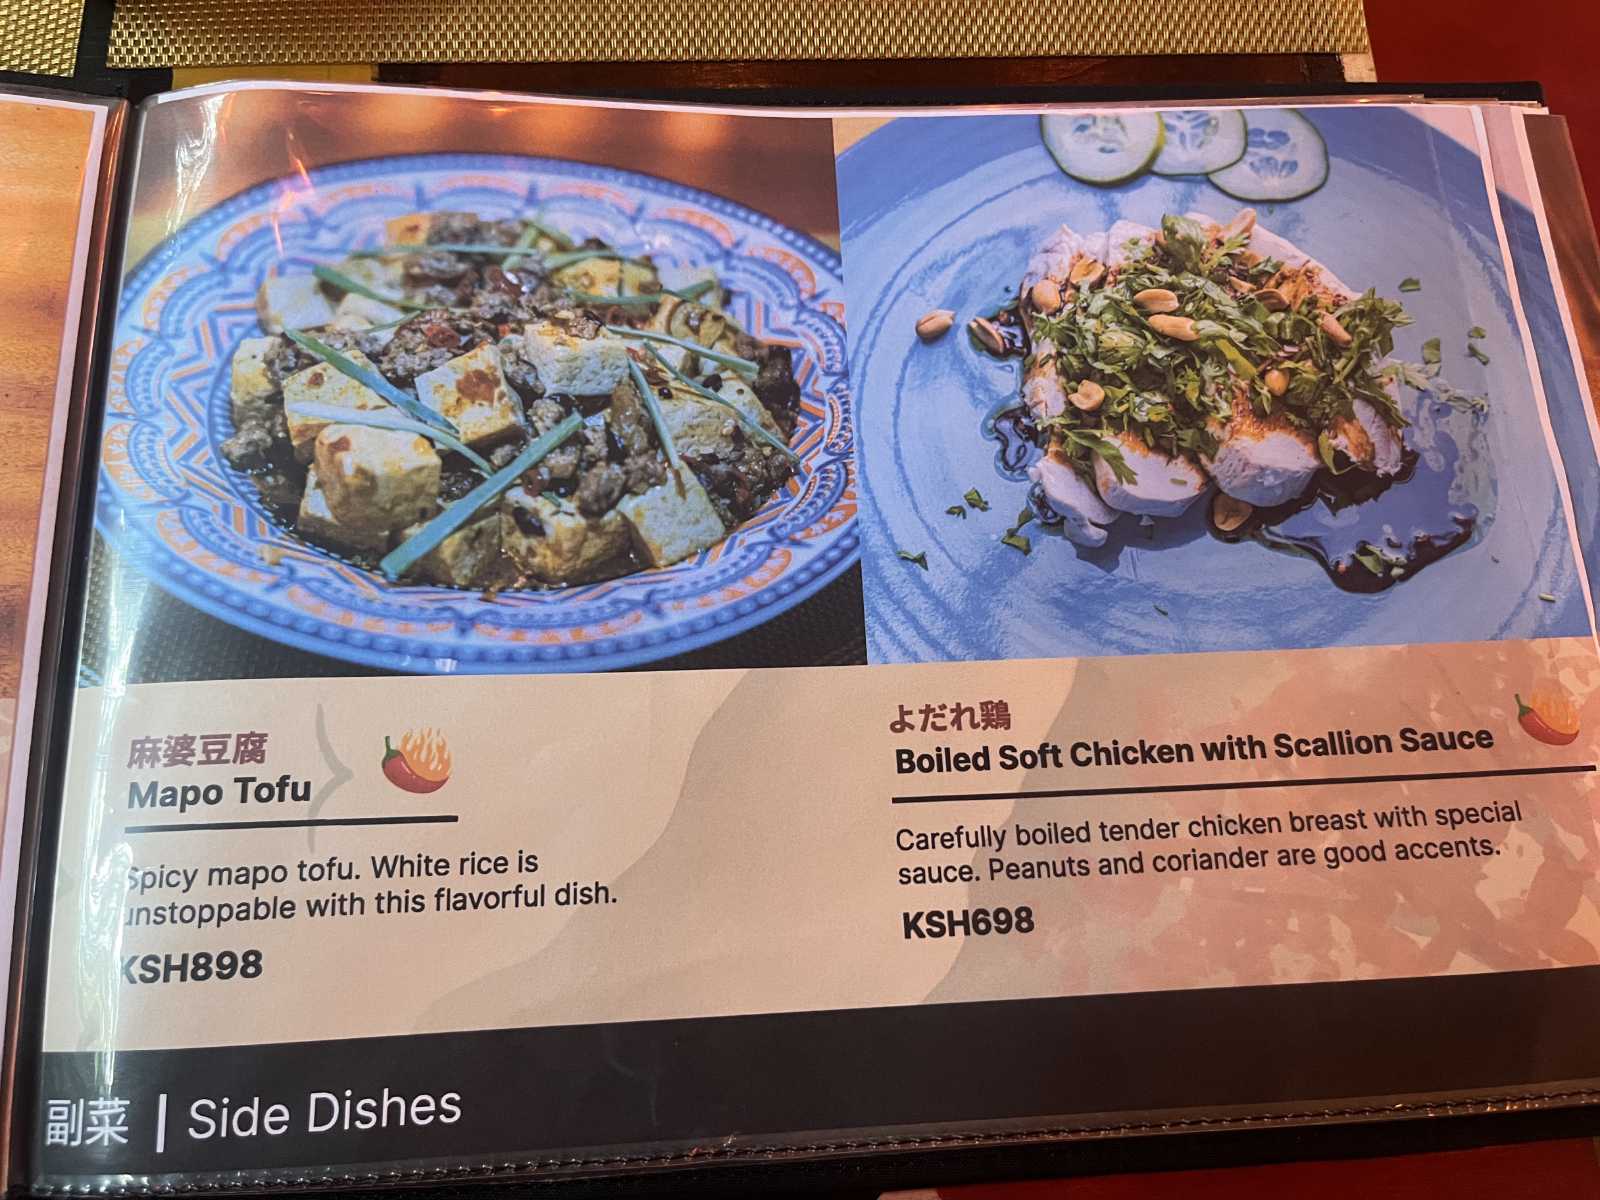 麻婆豆腐
Mapo Tofu
Spicy mapo tofu. White rice is
unstoppable with this flavorful dish.
KSH898
よだれ鶏
Boiled Soft Chicken with Scallion Sauce
Carefully boiled tender chicken breast with special
sauce. Peanuts and coriander are good accents.
KSH698
副菜 | Side Dishes